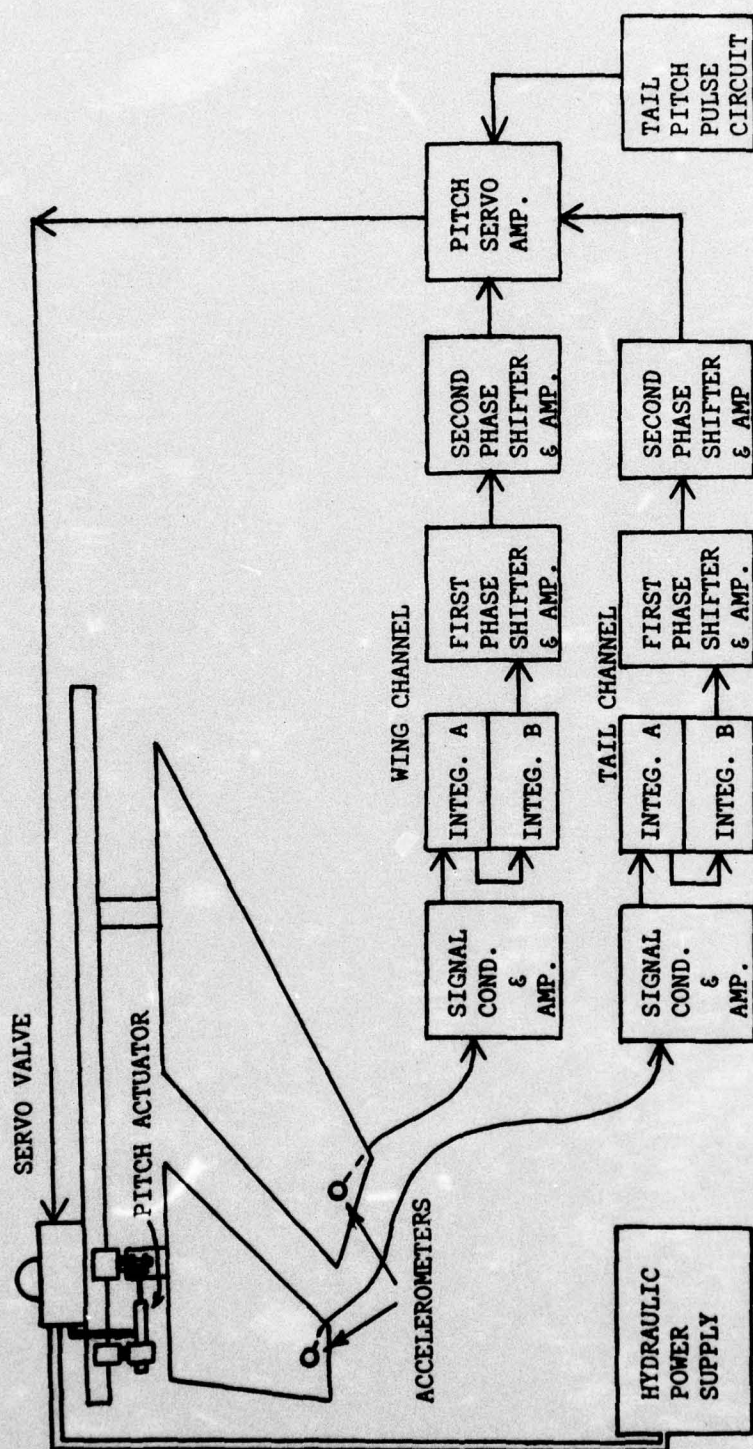 SERVO VALVE
PITCH ACTUATOR
ACCELEROMETERS
WING CHANNEL
SIGNAL
COND.
&
AMP.
INTEG. A
INTEG. B
FIRST
PHASE
SHIFTER
& AMP.
SECOND
PHASE
SHIFTER
& AMP.
PITCH
SERVO
AMP.
TAIL CHANNEL
SIGNAL
COND.
&
AMP.
INTEG. A
INTEG. B
FIRST
PHASE
SHIFTER
& AMP.
SECOND
PHASE
SHIFTER
& AMP
TAIL
PITCH
PULSE
CIRCUIT
HYDRAULIC
POWER
SUPPLY